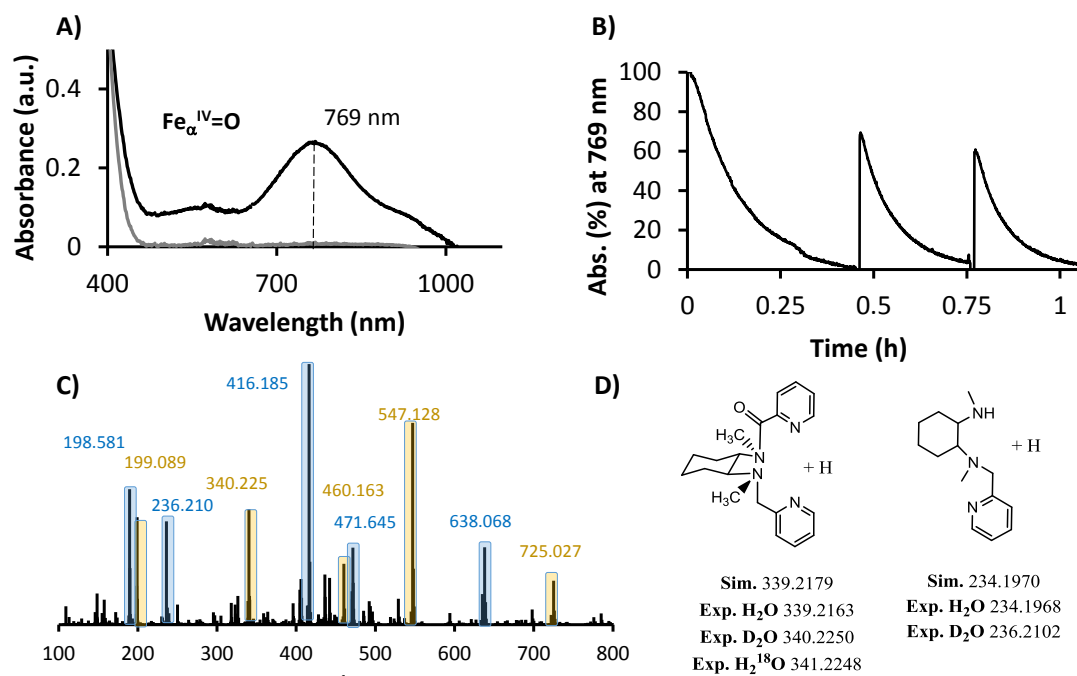 A)
Absorbance (a.u.)
0.4
0.2
0
Fe_α^IV=O
769 nm
400
700
1000
Wavelength (nm)
B)
Abs. (%) at 769 nm
100
80
60
40
20
0
0
0.25
0.5
0.75
1
Time (h)
C)
198.581
199.089
236.210
340.225
416.185
460.163
471.645
547.128
638.068
725.027
100
200
300
400
500
600
700
800
D)
O
N
H3C
N
+ H
N
H3C
N
Sim. 339.2179
Exp. H2O 339.2163
Exp. D2O 340.2250
Exp. H2^18O 341.2248
NH
+ H
N
N
Sim. 234.1970
Exp. H2O 234.1968
Exp. D2O 236.2102